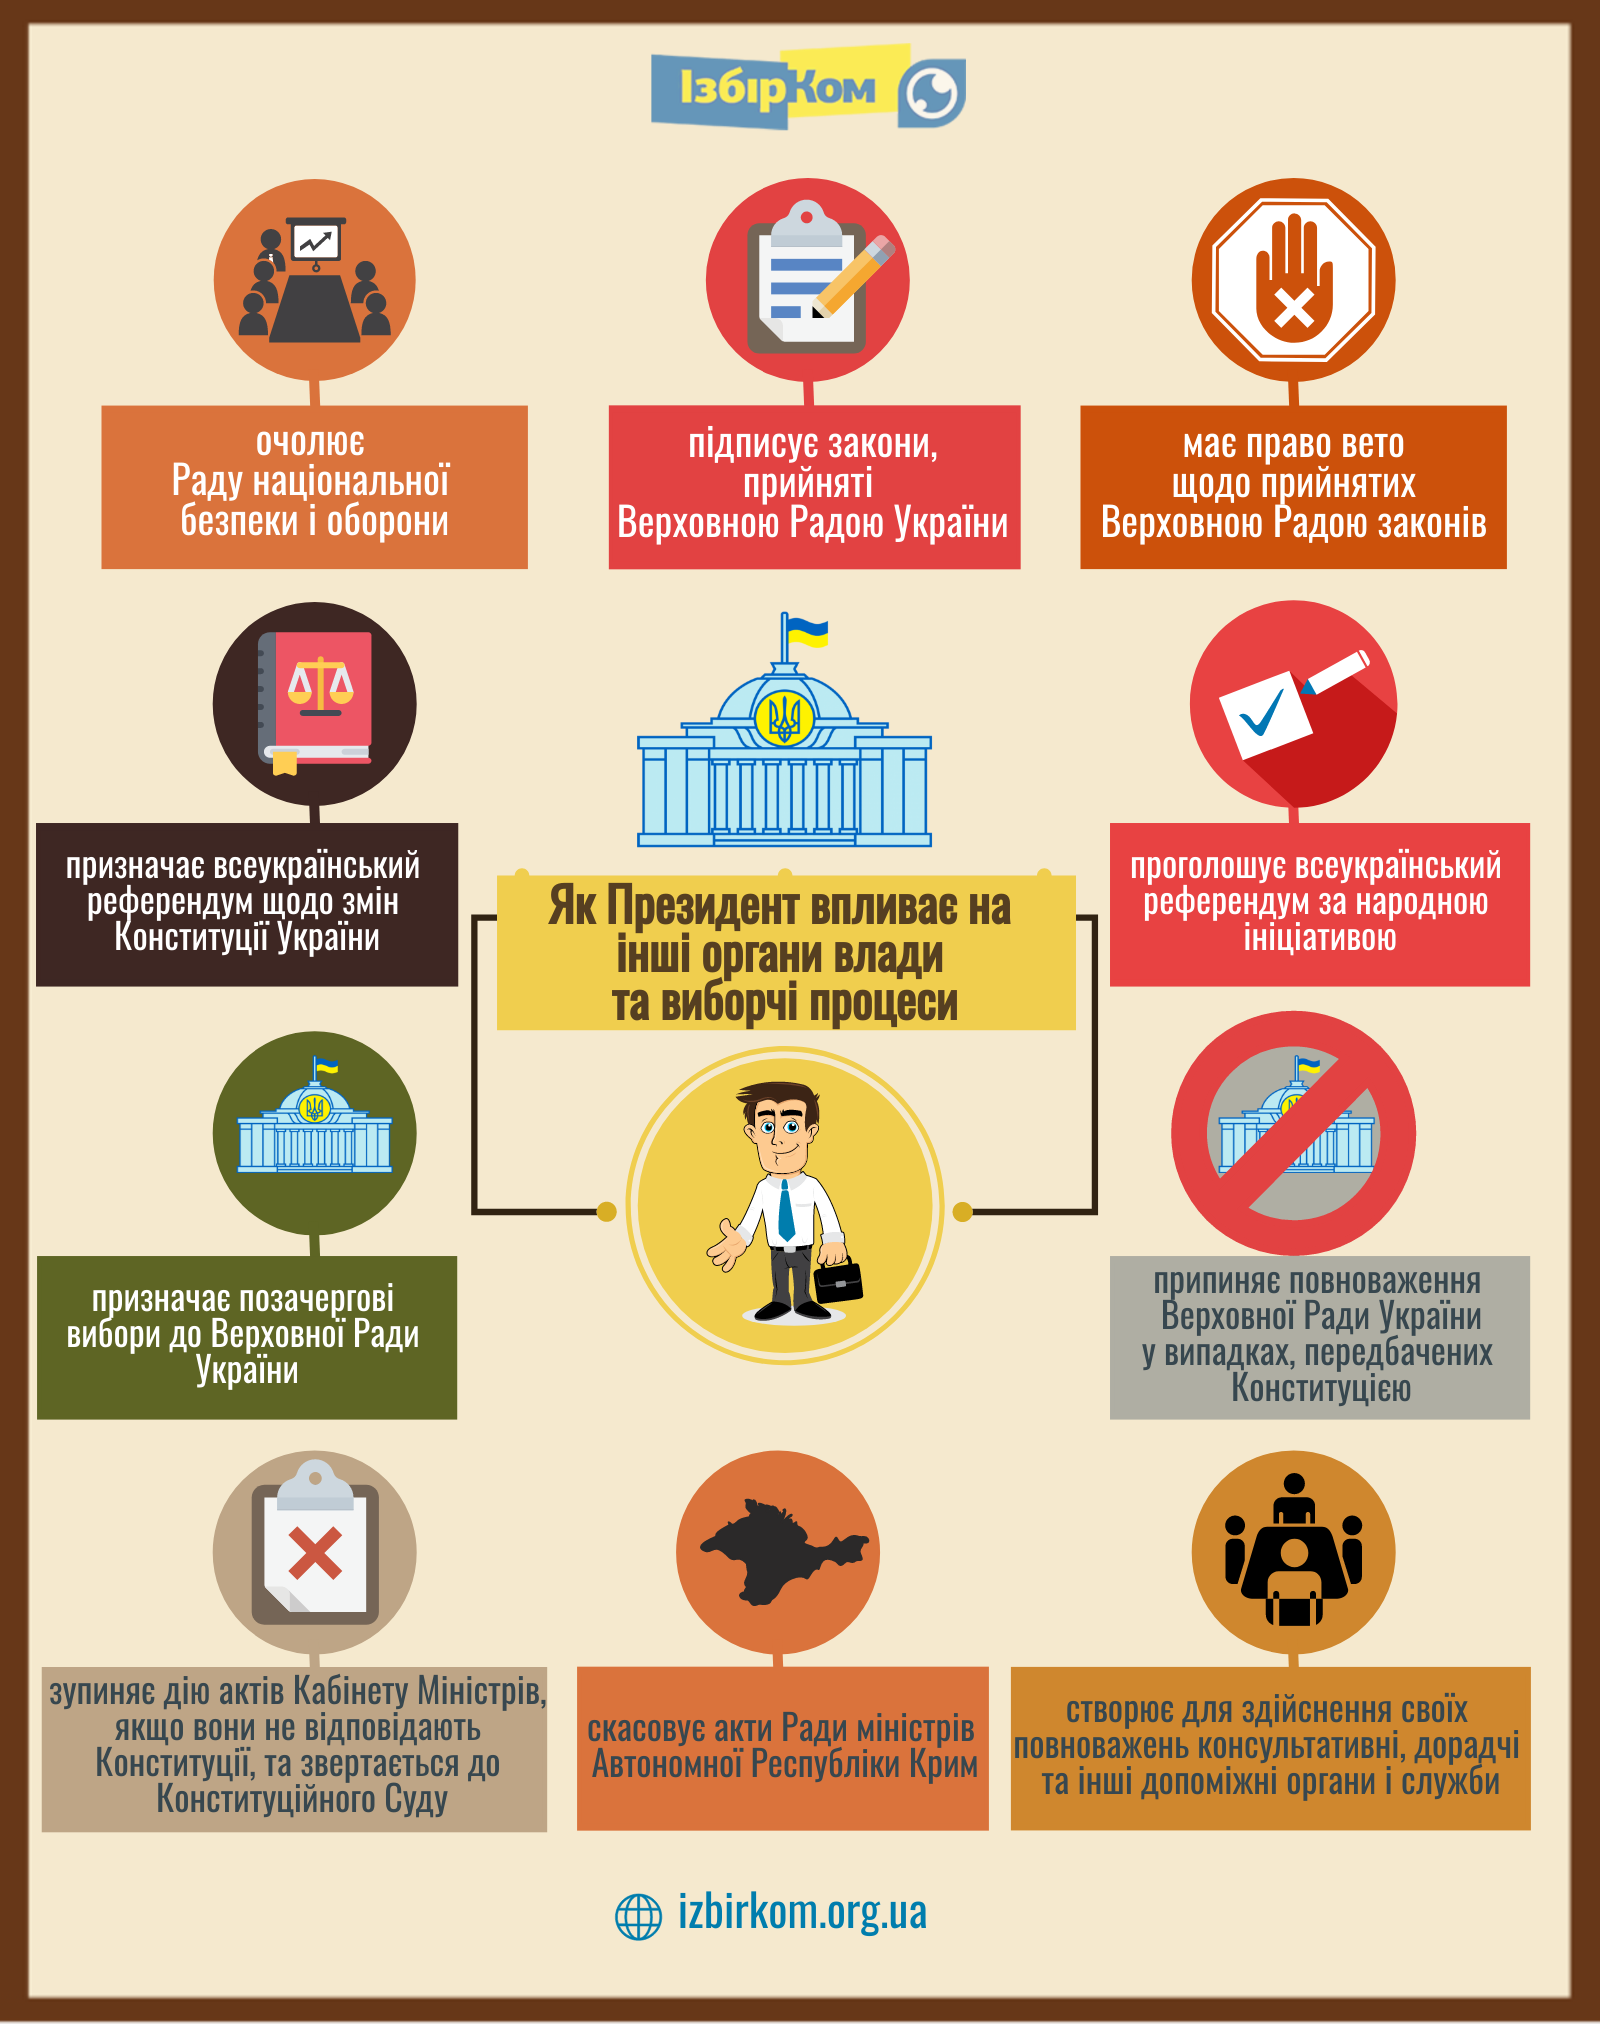 ІзбірКом
очолює
Раду національної
безпеки і оборони
підписує закони,
прийняті
Верховною Радою України
має право вето
щодо прийнятих
Верховною Радою законів
призначає всеукраїнський
референдум щодо змін
Конституції України
Як Президент впливає на
інші органи влади
та виборчі процеси
проголошує всеукраїнський
референдум за народною
ініціативою
призначає позачергові
вибори до Верховної Ради
України
припиняє повноваження
Верховної Ради України
у випадках, передбачених
Конституцією
зупиняє дію актів Кабінету Міністрів,
якщо вони не відповідають
Конституції, та звертається до
Конституційного Суду
скасовує акти Ради міністрів
Автономної Республіки Крим
створює для здійснення своїх
повноважень консультативні, дорадчі
та інші допоміжні органи і служби
izbirkom.org.ua